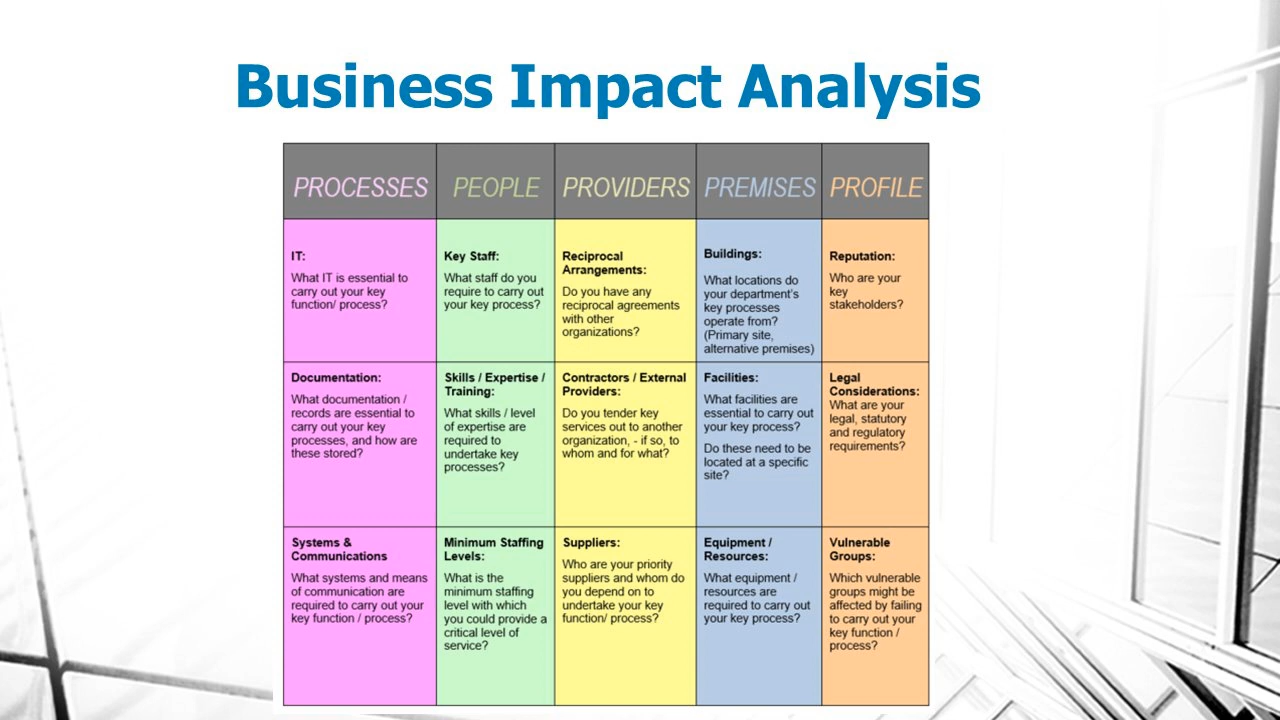 Business Impact Analysis
PROCESSES
PEOPLE
PROVIDERS
PREMISES
PROFILE
IT:
What IT is essential to
carry out your key
function/ process?
Key Staff:
What staff do you
require to carry out
your key process?
Reciprocal
Arrangements:
Do you have any
reciprocal agreements
with other
organizations?
Buildings:
What locations do
your department's
key processes
operate from?
(Primary site,
alternative premises)
Reputation:
Who are your
key
stakeholders?
Documentation:
What documentation /
records are essential to
carry out your key
processes, and how are
these stored?
Skills / Expertise /
Training:
What skills / level
of expertise are
required to
undertake key
processes?
Contractors / External
Providers:
Do you tender key
services out to another
organization, - if so, to
whom and for what?
Facilities:
What facilities are
essential to carry out
your key process?
Do these need to be
located at a specific
site?
Legal
Considerations:
What are your
legal, statutory
and regulatory
requirements?
Systems &
Communications
What systems and means
of communication are
required to carry out your
key function / process?
Minimum Staffing
Levels:
What is the
minimum staffing
level with which
you could provide a
critical level of
service?
Suppliers:
Who are your priority
suppliers and whom do
you depend on to
undertake your key
function/ process?
Equipment /
Resources:
What equipment /
resources are
required to carry out
your key process?
Vulnerable
Groups:
Which vulnerable
groups might be
affected by failing
to carry out your
key function /
process?